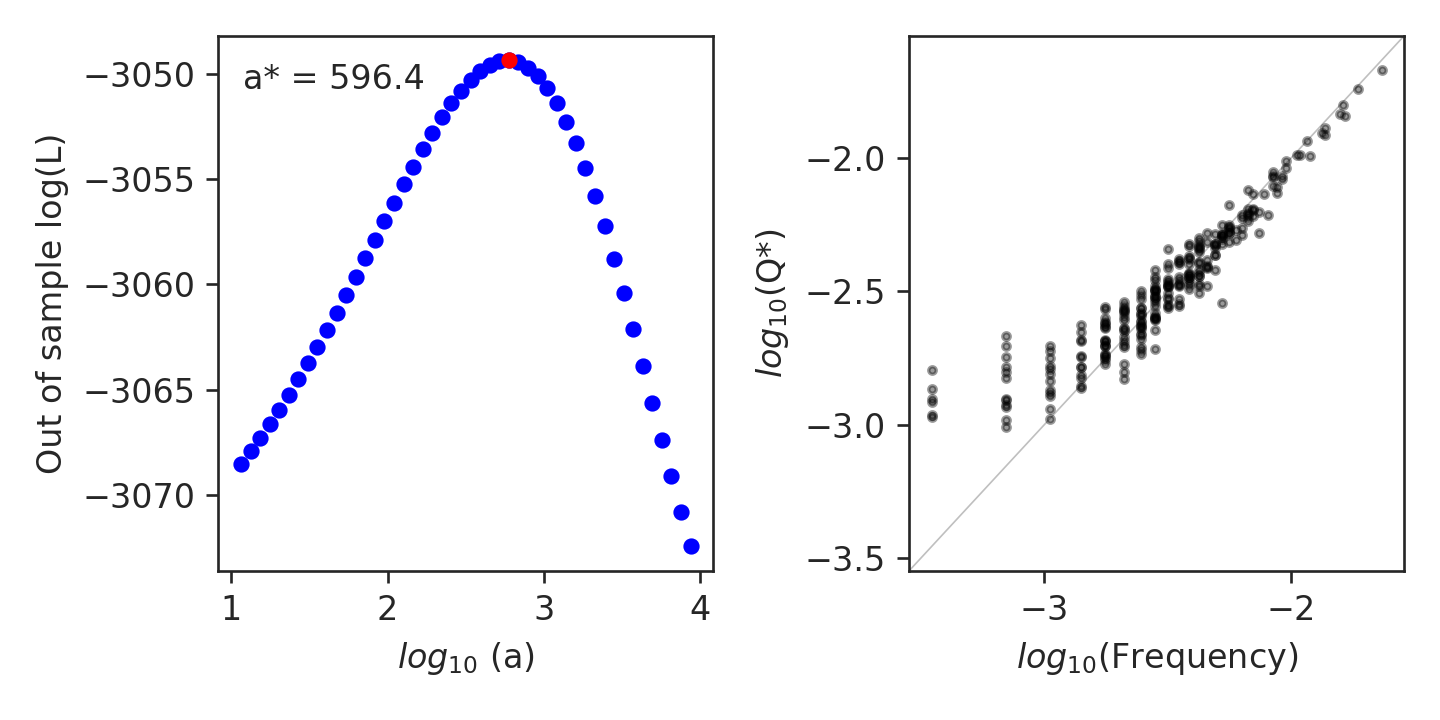 Out of sample log(L)
−3050
−3055
−3060
−3065
−3070
a* = 596.4
1 2 3 4
log₁₀ (a)
log₁₀(Q*)
−2.0
−2.5
−3.0
−3.5
−3 −2
log₁₀(Frequency)